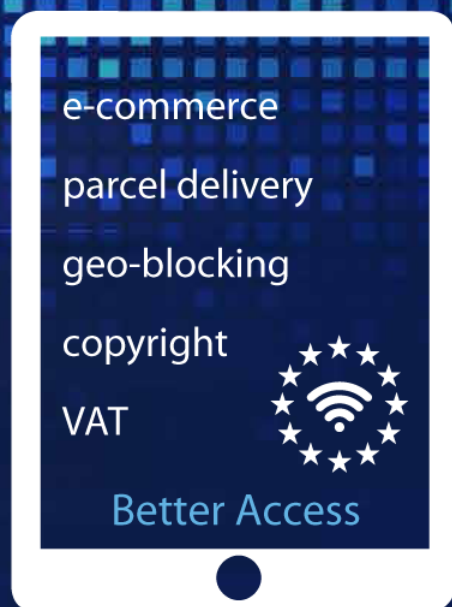 e-commerce
parcel delivery
geo-blocking
copyright
VAT
Better Access